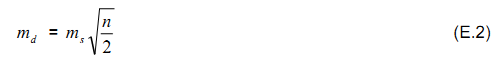 m_d = m_s √(n/2) (E.2)